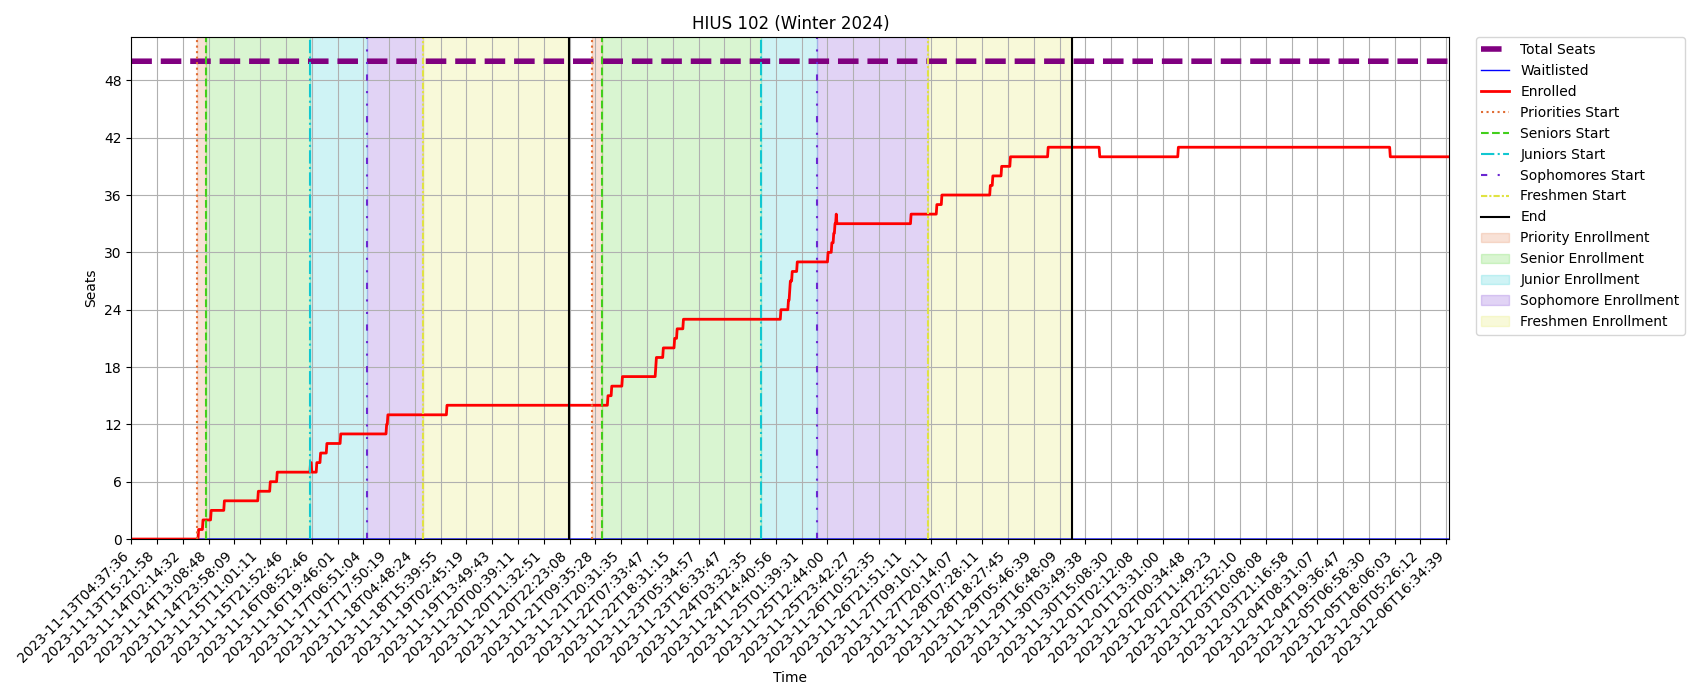 HIUS 102 (Winter 2024)
Total Seats
Waitlisted
Enrolled
Priorities Start
Seniors Start
Juniors Start
Sophomores Start
Freshmen Start
End
Priority Enrollment
Senior Enrollment
Junior Enrollment
Sophomore Enrollment
Freshmen Enrollment
Seats
48
42
36
30
24
18
12
6
0
2023-11-13T04:37:36
2023-11-13T15:21:58
2023-11-14T02:14:32
2023-11-14T13:08:48
2023-11-14T23:58:09
2023-11-15T11:01:11
2023-11-15T21:52:46
2023-11-16T08:52:46
2023-11-16T19:46:01
2023-11-17T06:51:04
2023-11-17T17:50:19
2023-11-18T04:48:24
2023-11-18T15:39:55
2023-11-19T02:45:19
2023-11-19T13:49:43
2023-11-20T00:39:11
2023-11-20T11:32:51
2023-11-20T22:23:08
2023-11-21T09:35:28
2023-11-21T20:31:35
2023-11-22T07:33:47
2023-11-22T18:31:15
2023-11-23T05:34:57
2023-11-23T16:33:47
2023-11-24T03:32:35
2023-11-24T14:40:56
2023-11-25T01:39:31
2023-11-25T12:44:00
2023-11-25T23:42:27
2023-11-26T10:52:35
2023-11-26T21:51:11
2023-11-27T09:10:11
2023-11-27T20:14:07
2023-11-28T07:28:11
2023-11-28T18:27:45
2023-11-29T05:46:39
2023-11-29T16:48:09
2023-11-30T03:49:38
2023-11-30T15:08:30
2023-12-01T02:12:08
2023-12-01T13:31:00
2023-12-02T00:34:48
2023-12-02T11:49:23
2023-12-02T22:52:10
2023-12-03T10:08:08
2023-12-03T21:16:58
2023-12-04T08:31:07
2023-12-04T19:36:47
2023-12-05T06:58:30
2023-12-05T18:06:03
2023-12-06T05:26:12
2023-12-06T16:34:39
Time